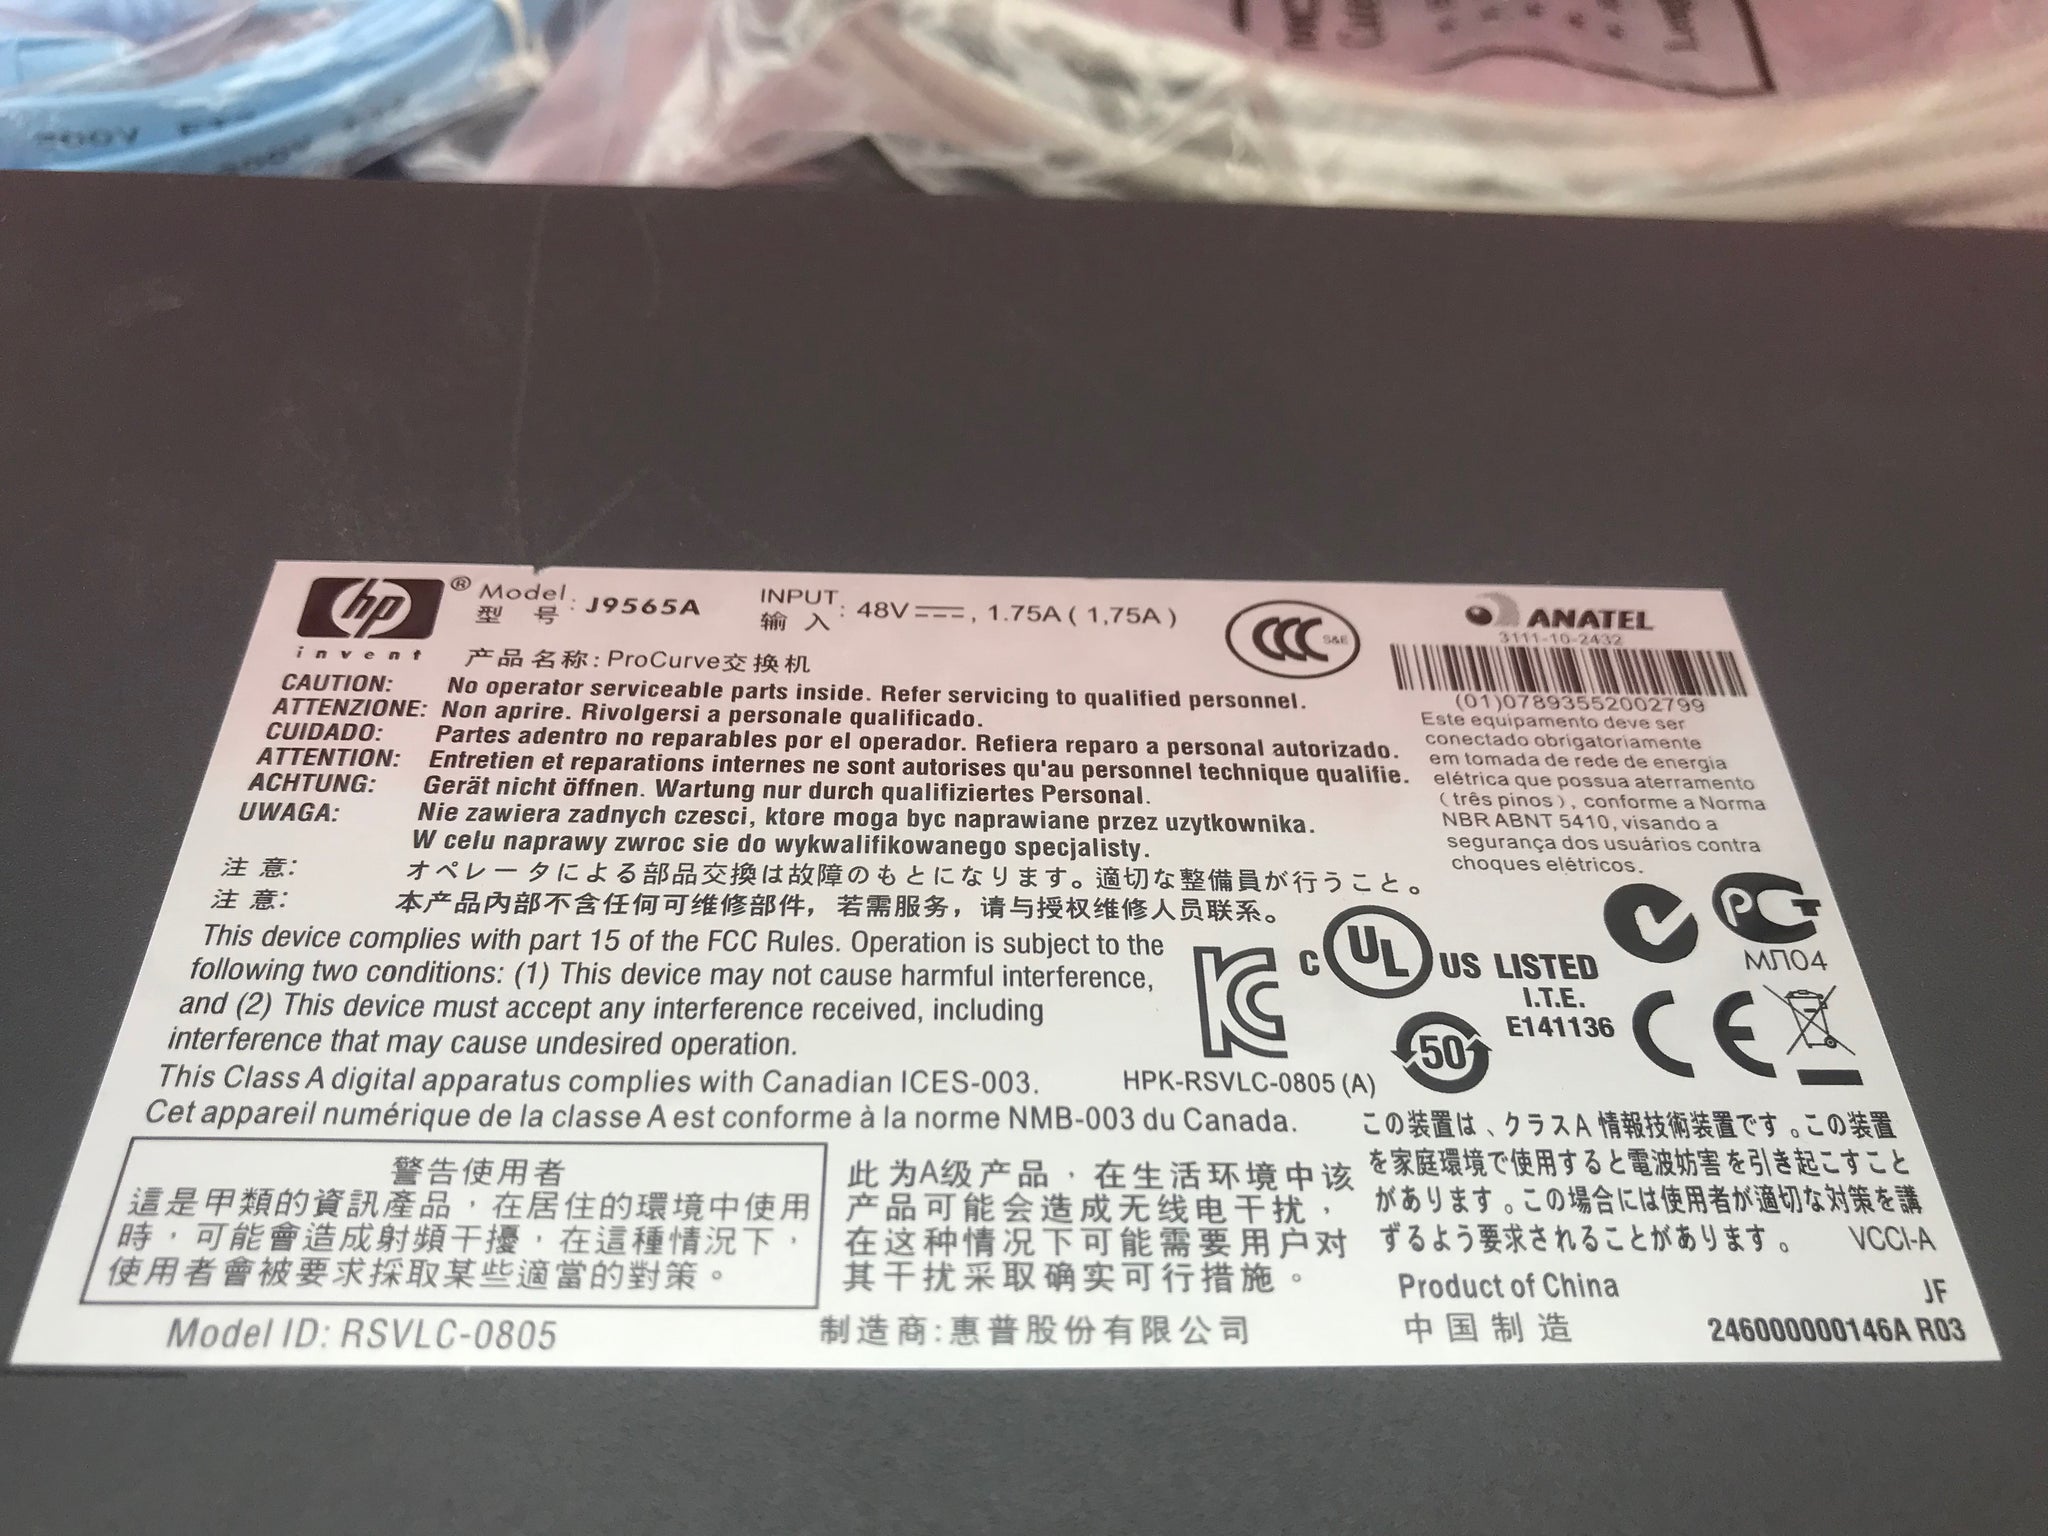 hp
®
invent
Model
型 号 : J9565A
INPUT
输 入 : 48V ⎓, 1.75A ( 1,75A )
产品名称: ProCurve交换机
CCC S&E
ANATEL
3111-10-2432
(01)07893552002799
Este equipamento deve ser
conectado obrigatoriamente
em tomada de rede de energia
elétrica que possua aterramento
(três pinos), conforme a Norma
NBR ABNT 5410, visando a
segurança dos usuários contra
choques elétricos.
CAUTION: No operator serviceable parts inside. Refer servicing to qualified personnel.
ATTENZIONE: Non aprire. Rivolgersi a personale qualificado.
CUIDADO: Partes adentro no reparables por el operador. Refiera reparo a personal autorizado.
ATTENTION: Entretien et reparations internes ne sont autorises qu'au personnel technique qualifie.
ACHTUNG: Gerät nicht öffnen. Wartung nur durch qualifiziertes Personal.
UWAGA: Nie zawiera zadnych czesci, ktore moga byc naprawiane przez uzytkownika.
W celu naprawy zwroc sie do wykwalifikowanego specjalisty.
注 意: オペレータによる部品交換は故障のもとになります。適切な整備員が行うこと。
注 意: 本产品内部不含任何可维修部件，若需服务，请与授权维修人员联系。
This device complies with part 15 of the FCC Rules. Operation is subject to the
following two conditions: (1) This device may not cause harmful interference,
and (2) This device must accept any interference received, including
interference that may cause undesired operation.
This Class A digital apparatus complies with Canadian ICES-003.
Cet appareil numérique de la classe A est conforme à la norme NMB-003 du Canada.
KC
HPK-RSVLC-0805 (A)
C UL US LISTED
I.T.E.
E141136
50
PCT
МЛ04
CE
警告使用者
這是甲類的資訊產品，在居住的環境中使用
時，可能會造成射頻干擾，在這種情況下，
使用者會被要求採取某些適當的對策。
此为A级产品，在生活环境中该
产品可能会造成无线电干扰，
在这种情况下可能需要用户对
其干扰采取确实可行措施。
この装置は、クラスA 情報技術装置です。この装置
を家庭環境で使用すると電波妨害を引き起こすこと
があります。この場合には使用者が適切な対策を講
ずるよう要求されることがあります。 VCCI-A
Model ID: RSVLC-0805
制造商: 惠普股份有限公司
Product of China
中 国 制 造
JF
246000000146A R03